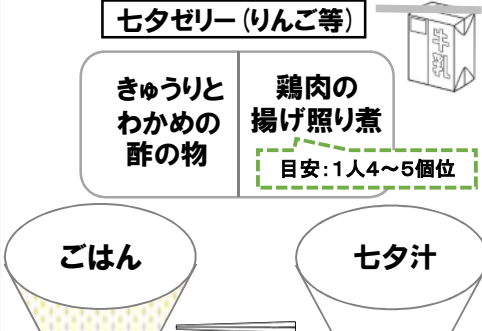 七夕ゼリー(りんご等)
牛乳
きゅうりと
わかめの
酢の物
鶏肉の
揚げ照り煮
目安:1人4～5個位
ごはん
七夕汁